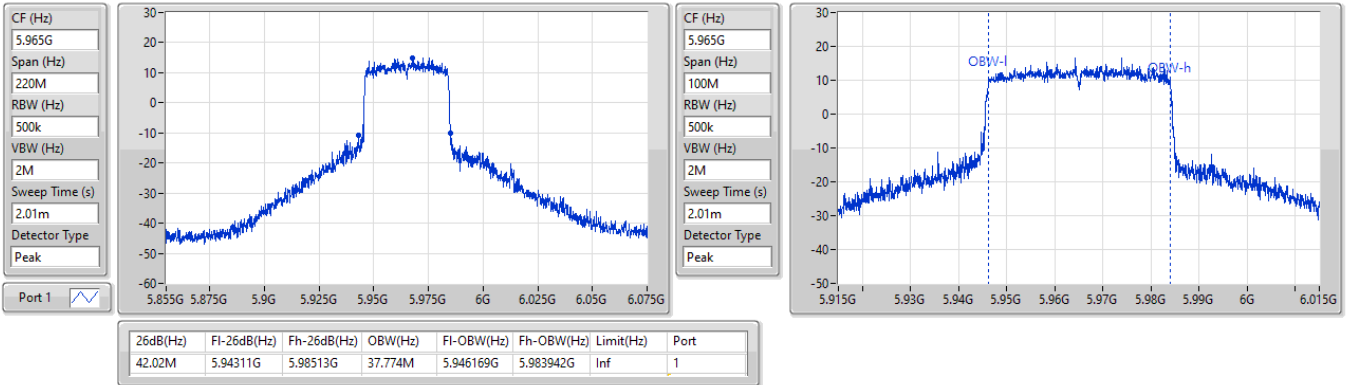 CF (Hz)
5.965G
Span (Hz)
220M
RBW (Hz)
500k
VBW (Hz)
2M
Sweep Time (s)
2.01m
Detector Type
Peak
Port 1
30
20
10
0
-10
-20
-30
-40
-50
-60
5.855G 5.875G 5.9G 5.925G 5.95G 5.975G 6G 6.025G 6.05G 6.075G
CF (Hz)
5.965G
Span (Hz)
100M
RBW (Hz)
500k
VBW (Hz)
2M
Sweep Time (s)
2.01m
Detector Type
Peak
30
20
10
0
-10
-20
-30
-40
-50
OBW-l
OBW-h
5.915G 5.93G 5.94G 5.95G 5.96G 5.97G 5.98G 5.99G 6G 6.015G
26dB(Hz) Fl-26dB(Hz) Fh-26dB(Hz) OBW(Hz) Fl-OBW(Hz) Fh-OBW(Hz) Limit(Hz) Port
42.02M 5.94311G 5.98513G 37.774M 5.946169G 5.983942G Inf 1